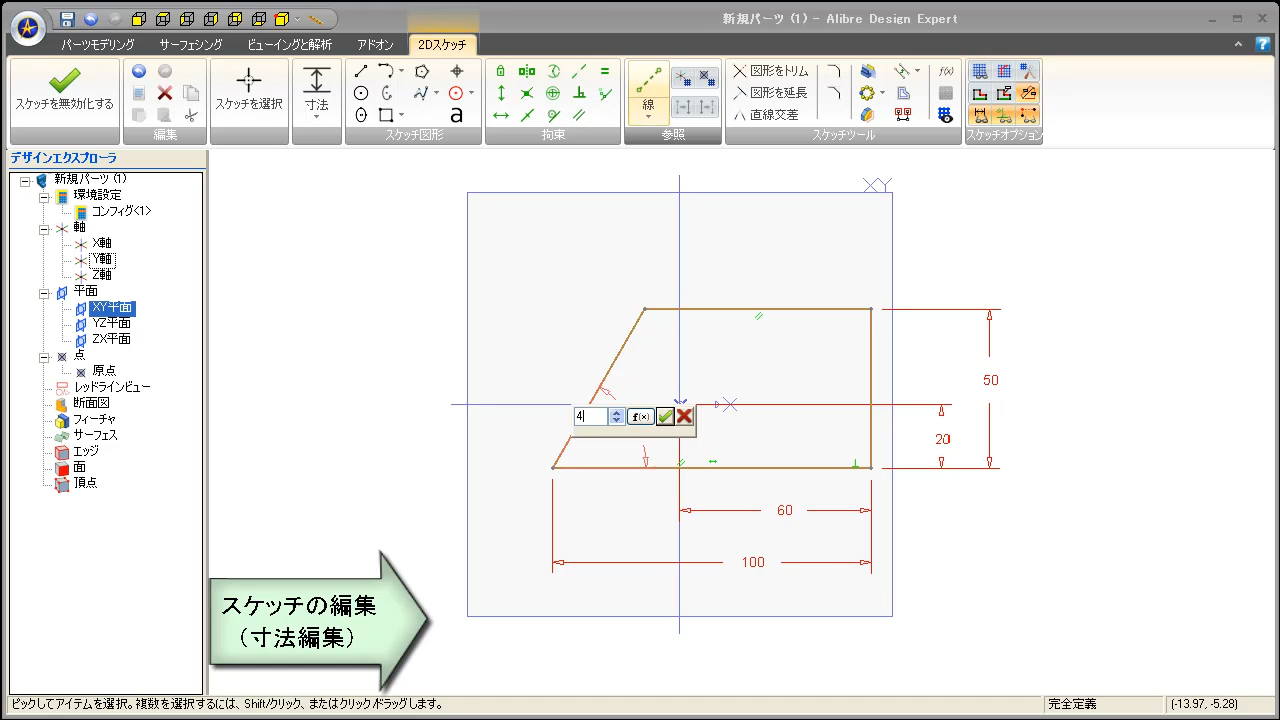 新規パーツ (1) - Alibre Design Expert
パーツモデリング サーフェシング ビューイングと解析 アドオン 2Dスケッチ
スケッチを無効化する
編集
スケッチを選択
寸法
a
スケッチ図形
拘束
線
参照
図形をトリム
図形を延長
直線交差
f(x)
スケッチツール
スケッチオプション
デザインエクスプローラ
新規パーツ (1)
環境設定
コンフィグ<1>
軸
X軸
Y軸
Z軸
平面
XY平面
YZ平面
ZX平面
点
原点
レッドラインビュー
断面図
フィーチャ
サーフェス
エッジ
面
頂点
XY
50
4
f(x)
20
60
100
スケッチの編集
（寸法編集）
ピックしてアイテムを選択。複数を選択するには、Shift/クリック、またはクリック/ドラッグします。
完全定義
(-13.97, -5.28)